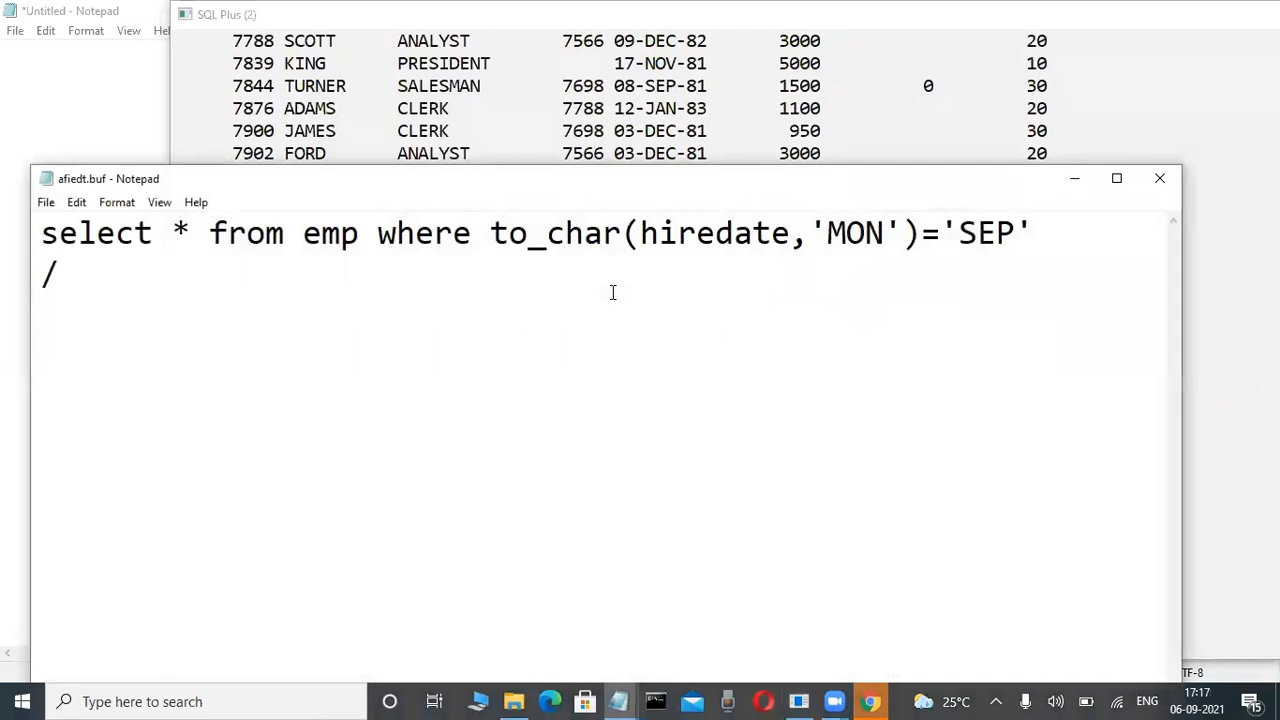 *Untitled - Notepad
File Edit Format View Hel
SQL Plus (2)
7788 SCOTT ANALYST 7566 09-DEC-82 3000 20
7839 KING PRESIDENT 17-NOV-81 5000 10
7844 TURNER SALESMAN 7698 08-SEP-81 1500 0 30
7876 ADAMS CLERK 7788 12-JAN-83 1100 20
7900 JAMES CLERK 7698 03-DEC-81 950 30
7902 FORD ANALYST 7566 03-DEC-81 3000 20
afiedt.buf - Notepad
File Edit Format View Help
select * from emp where to_char(hiredate,'MON')='SEP'
/
TF-8
Type here to search
25°C
ENG
17:17
06-09-2021
15